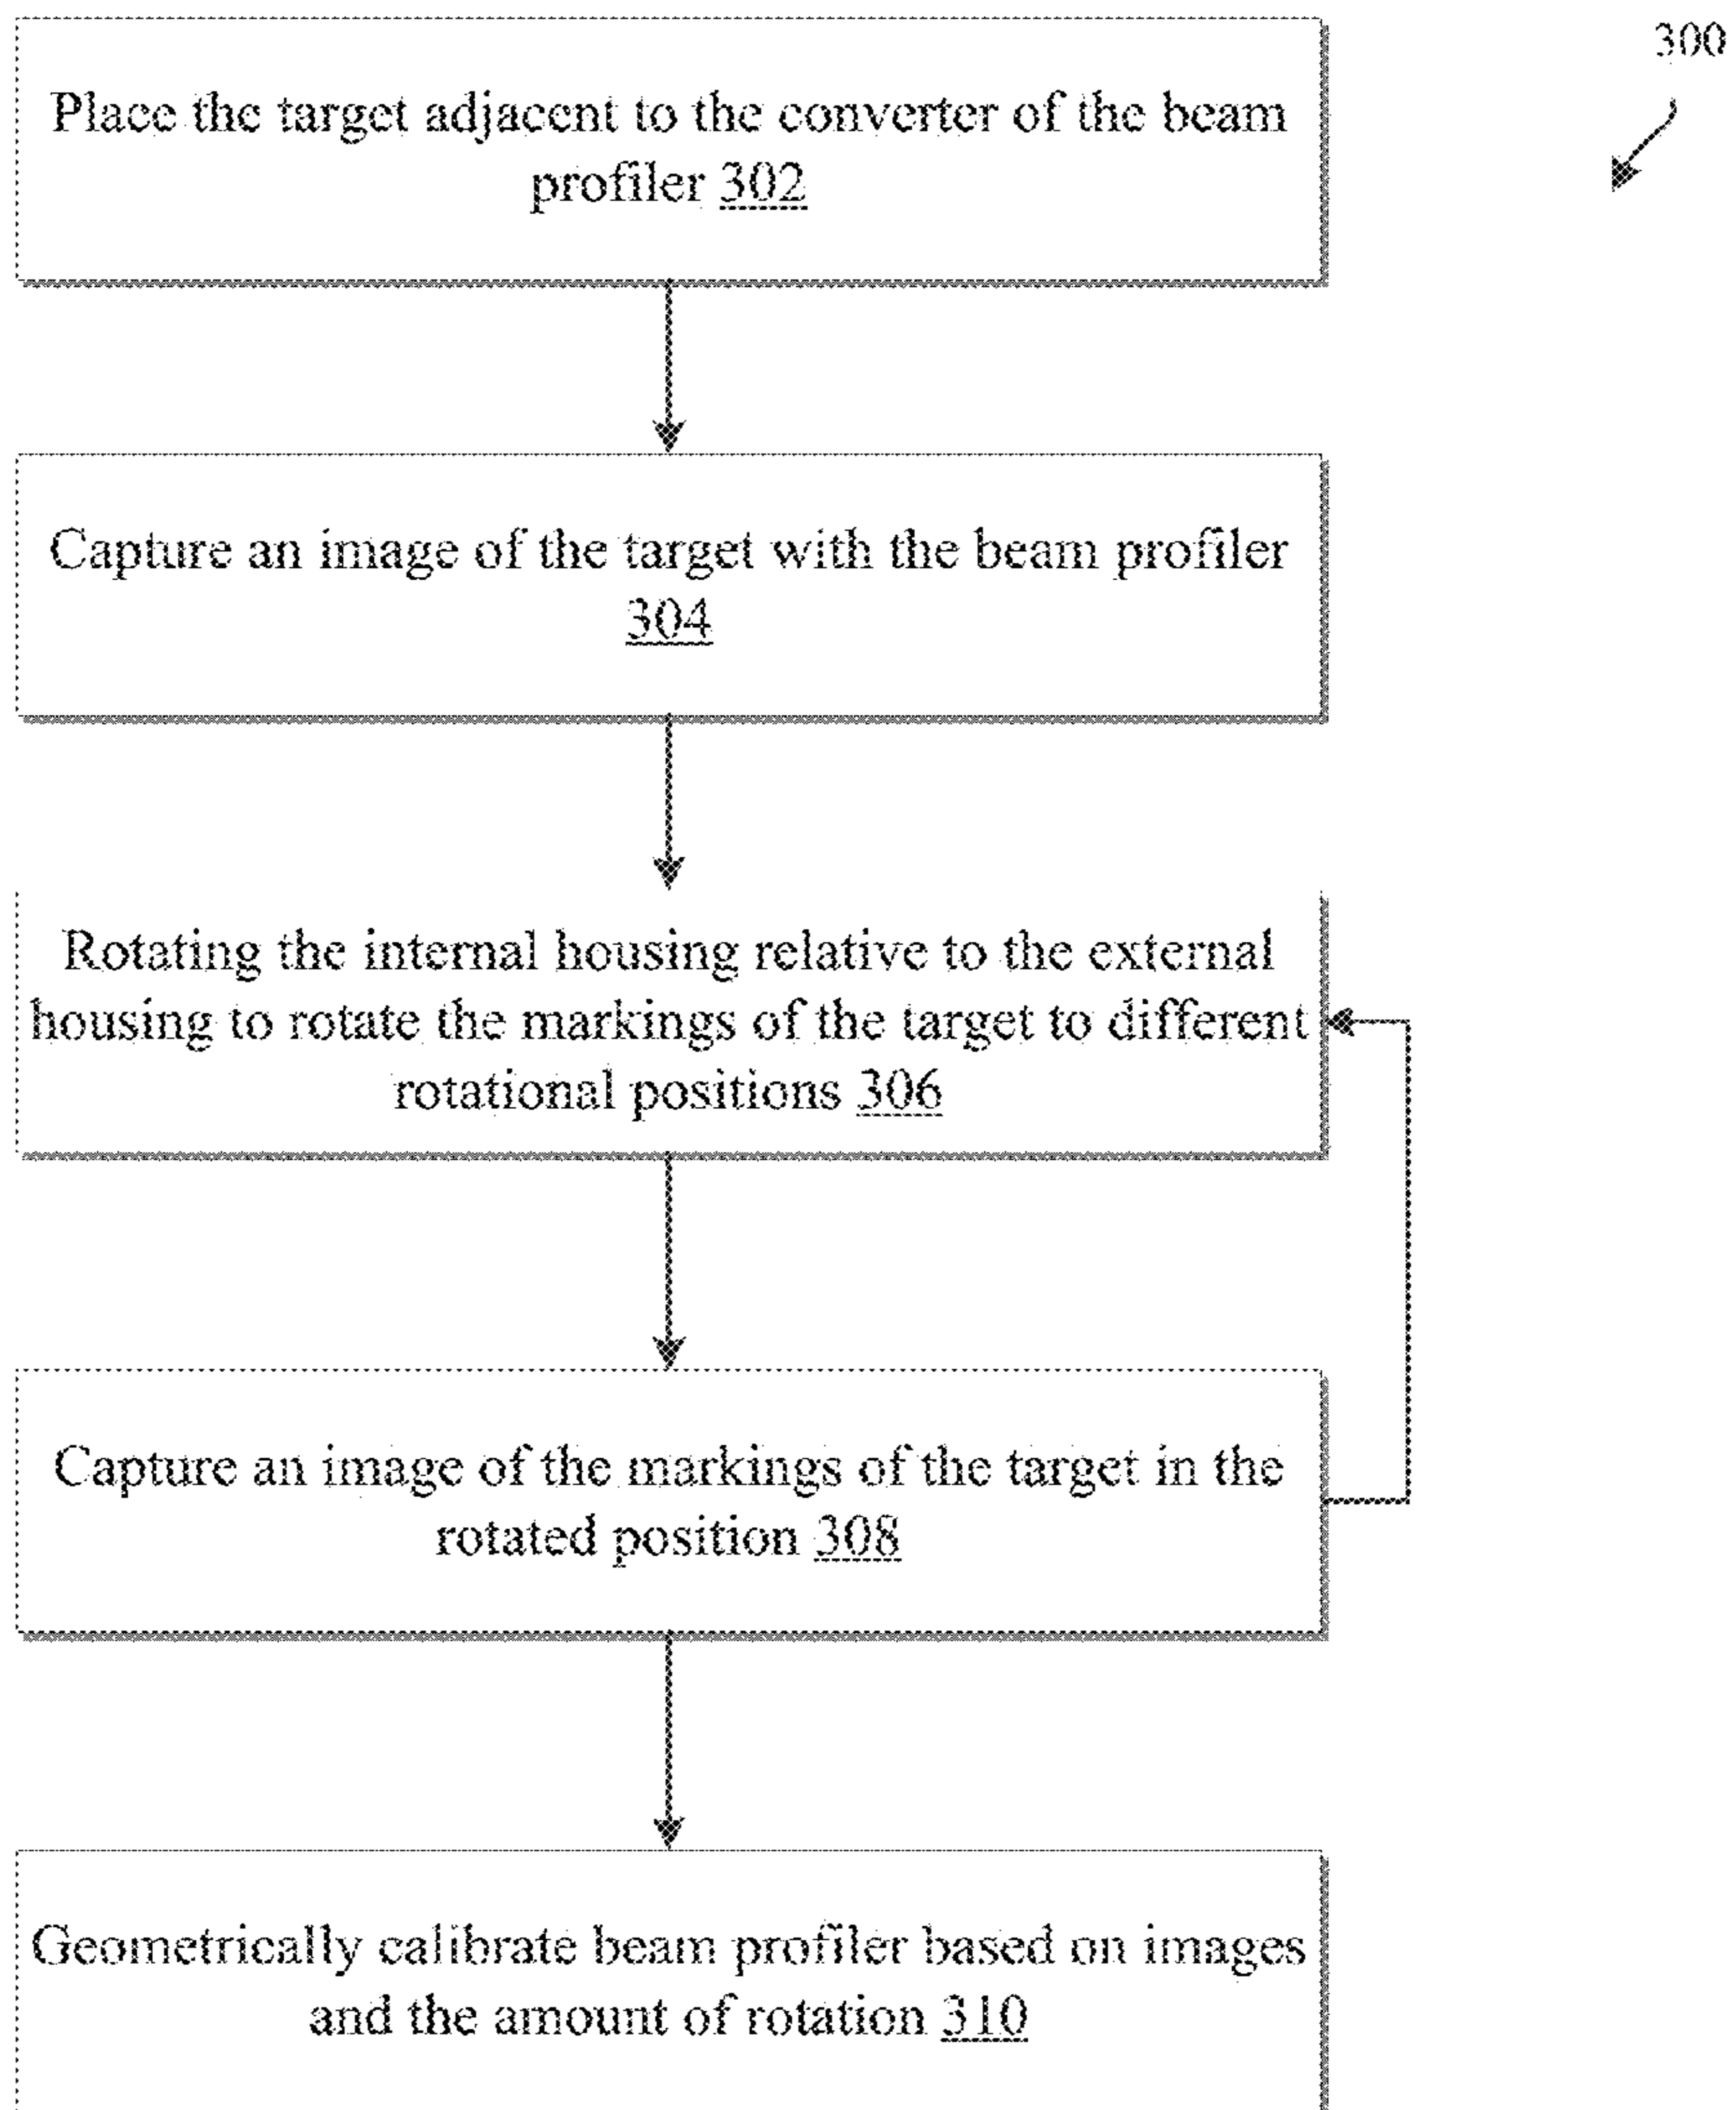 300
Place the target adjacent to the converter of the beam
profiler 302
Capture an image of the target with the beam profiler
304
Rotating the internal housing relative to the external
housing to rotate the markings of the target to different
rotational positions 306
Capture an image of the markings of the target in the
rotated position 308
Geometrically calibrate beam profiler based on images
and the amount of rotation 310